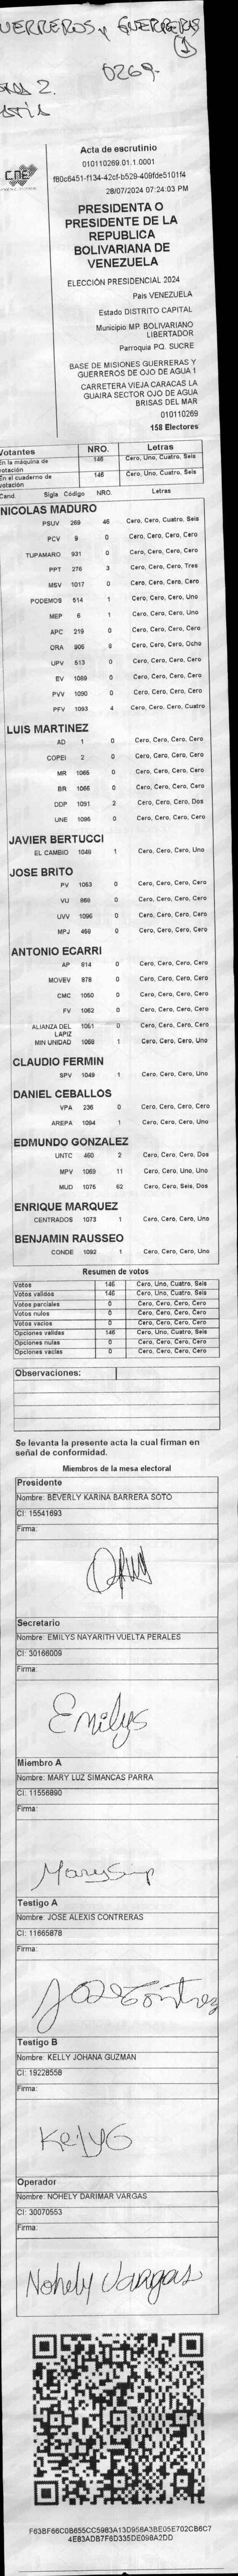 UERREROS y GUERRERAS
1
0269-
2.
CNE
Acta de escrutinio
010110269.01.1.0001
f80c6451-f134-42cf-b529-409fde5101f4
28/07/2024 07:24:03 PM
PRESIDENTA O
PRESIDENTE DE LA
REPUBLICA
BOLIVARIANA DE
VENEZUELA
ELECCIÓN PRESIDENCIAL 2024
Pais VENEZUELA
Estado DISTRITO CAPITAL
Municipio MP. BOLIVARIANO
LIBERTADOR
Parroquia PQ. SUCRE
BASE DE MISIONES GUERRERAS Y
GUERREROS DE OJO DE AGUA 1
CARRETERA VIEJA CARACAS LA
GUAIRA SECTOR OJO DE AGUA
BRISAS DEL MAR
010110269
158 Electores
Votantes NRO. Letras
En la máquina de votación 146 Cero, Uno, Cuatro, Seis
En el cuaderno de votación 146 Cero, Uno, Cuatro, Seis
Cand. Sigla Código NRO. Letras
NICOLAS MADURO
PSUV 269 46 Cero, Cero, Cuatro, Seis
PCV 9 0 Cero, Cero, Cero, Cero
TUPAMARO 931 0 Cero, Cero, Cero, Cero
PPT 276 3 Cero, Cero, Cero, Tres
MSV 1017 0 Cero, Cero, Cero, Cero
PODEMOS 514 1 Cero, Cero, Cero, Uno
MEP 6 1 Cero, Cero, Cero, Uno
APC 219 0 Cero, Cero, Cero, Cero
ORA 905 8 Cero, Cero, Cero, Ocho
UPV 513 0 Cero, Cero, Cero, Cero
EV 1089 0 Cero, Cero, Cero, Cero
PVV 1090 0 Cero, Cero, Cero, Cero
PFV 1093 4 Cero, Cero, Cero, Cuatro
LUIS MARTINEZ
AD 1 0 Cero, Cero, Cero, Cero
COPEI 2 0 Cero, Cero, Cero, Cero
MR 1065 0 Cero, Cero, Cero, Cero
BR 1066 0 Cero, Cero, Cero, Cero
DDP 1091 2 Cero, Cero, Cero, Dos
UNE 1095 0 Cero, Cero, Cero, Cero
JAVIER BERTUCCI
EL CAMBIO 1048 1 Cero, Cero, Cero, Uno
JOSE BRITO
PV 1053 0 Cero, Cero, Cero, Cero
VU 868 0 Cero, Cero, Cero, Cero
UVV 1096 0 Cero, Cero, Cero, Cero
MPJ 459 0 Cero, Cero, Cero, Cero
ANTONIO ECARRI
AP 814 0 Cero, Cero, Cero, Cero
MOVEV 878 0 Cero, Cero, Cero, Cero
CMC 1050 0 Cero, Cero, Cero, Cero
FV 1062 0 Cero, Cero, Cero, Cero
ALIANZA DEL LAPIZ 1051 0 Cero, Cero, Cero, Cero
MIN UNIDAD 1058 1 Cero, Cero, Cero, Uno
CLAUDIO FERMIN
SPV 1049 1 Cero, Cero, Cero, Uno
DANIEL CEBALLOS
VPA 236 0 Cero, Cero, Cero, Cero
AREPA 1094 1 Cero, Cero, Cero, Uno
EDMUNDO GONZALEZ
UNTC 460 2 Cero, Cero, Cero, Dos
MPV 1069 11 Cero, Cero, Uno, Uno
MUD 1075 62 Cero, Cero, Seis, Dos
ENRIQUE MARQUEZ
CENTRADOS 1073 1 Cero, Cero, Cero, Uno
BENJAMIN RAUSSEO
CONDE 1092 1 Cero, Cero, Cero, Uno
Resumen de votos
Votos 146 Cero, Uno, Cuatro, Seis
Votos validos 146 Cero, Uno, Cuatro, Seis
Votos parciales 0 Cero, Cero, Cero, Cero
Votos nulos 0 Cero, Cero, Cero, Cero
Votos vacios 0 Cero, Cero, Cero, Cero
Opciones validas 146 Cero, Uno, Cuatro, Seis
Opciones nulas 0 Cero, Cero, Cero, Cero
Opciones vacias 0 Cero, Cero, Cero, Cero
Observaciones:
Se levanta la presente acta la cual firman en
señal de conformidad.
Miembros de la mesa electoral
Presidente
Nombre: BEVERLY KARINA BARRERA SOTO
CI: 15541693
Firma:
Secretario
Nombre: EMILYS NAYARITH VUELTA PERALES
CI: 30166009
Firma:
Emilys
Miembro A
Nombre: MARY LUZ SIMANCAS PARRA
CI: 11556890
Firma:
Testigo A
Nombre: JOSE ALEXIS CONTRERAS
CI: 11665878
Firma:
Testigo B
Nombre: KELLY JOHANA GUZMAN
CI: 19228558
Firma:
KellyG
Operador
Nombre: NOHELY DARIMAR VARGAS
CI: 30070553
Firma:
Nohely Vargas
F63BF66C0B655CC5983A13D958A3BE05E702CB6C7
4E83ADB7F6D335DE098A2DD